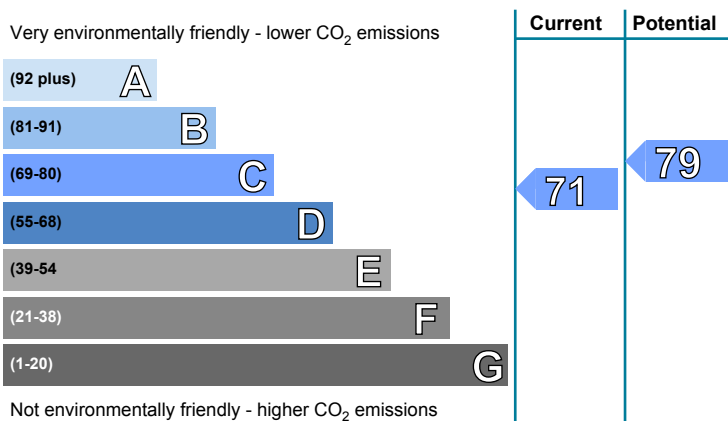 Very environmentally friendly - lower CO2 emissions
Current
Potential
(92 plus) A
(81-91) B
(69-80) C
(55-68) D
(39-54 E
(21-38) F
(1-20) G
71
79
Not environmentally friendly - higher CO2 emissions